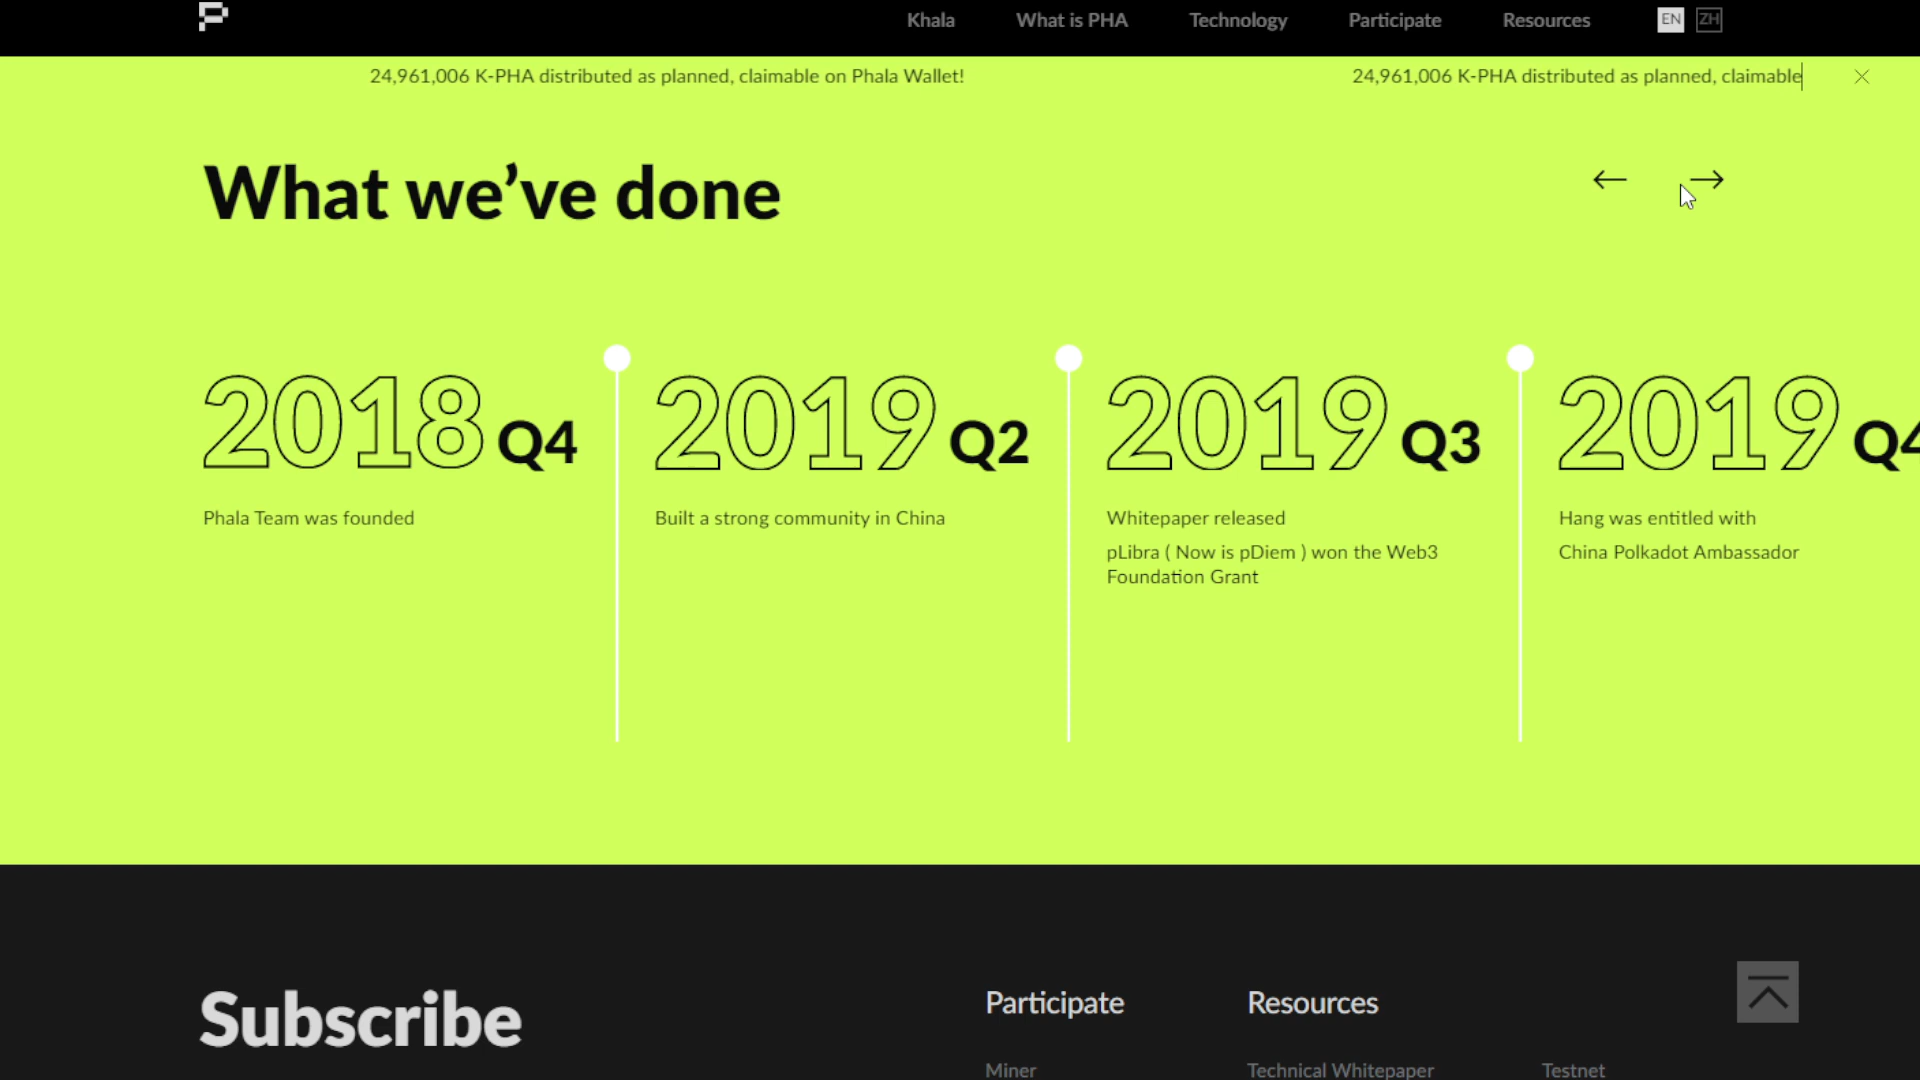 Khala What is PHA Technology Participate Resources EN ZH
24,961,006 K-PHA distributed as planned, claimable on Phala Wallet! 24,961,006 K-PHA distributed as planned, claimable
What we’ve done
2018 Q4
Phala Team was founded
2019 Q2
Built a strong community in China
2019 Q3
Whitepaper released
pLibra ( Now is pDiem ) won the Web3
Foundation Grant
2019 Q4
Hang was entitled with
China Polkadot Ambassador
Subscribe
Participate
Miner
Resources
Technical Whitepaper Testnet